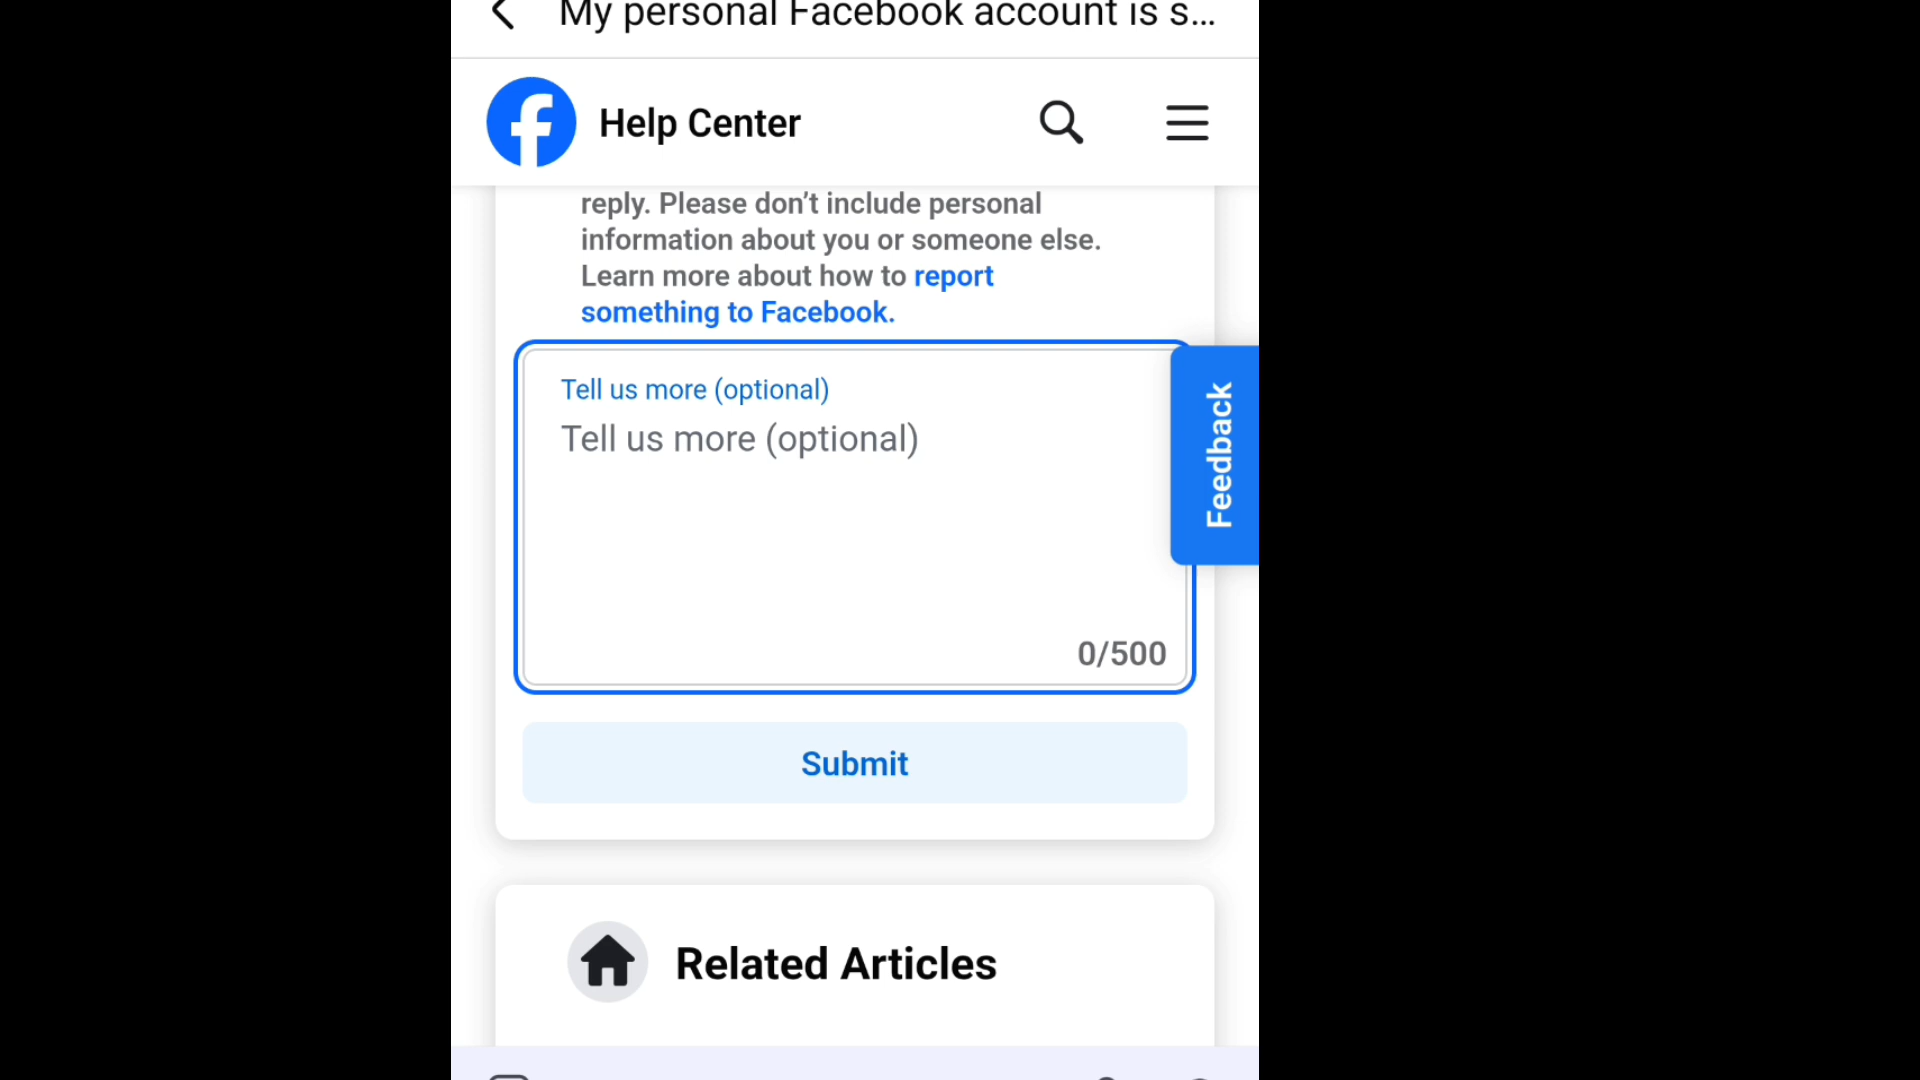 My personal Facebook account is s...
Help Center
reply. Please don’t include personal
information about you or someone else.
Learn more about how to report
something to Facebook.
Tell us more (optional)
Tell us more (optional)
Feedback
0/500
Submit
Related Articles